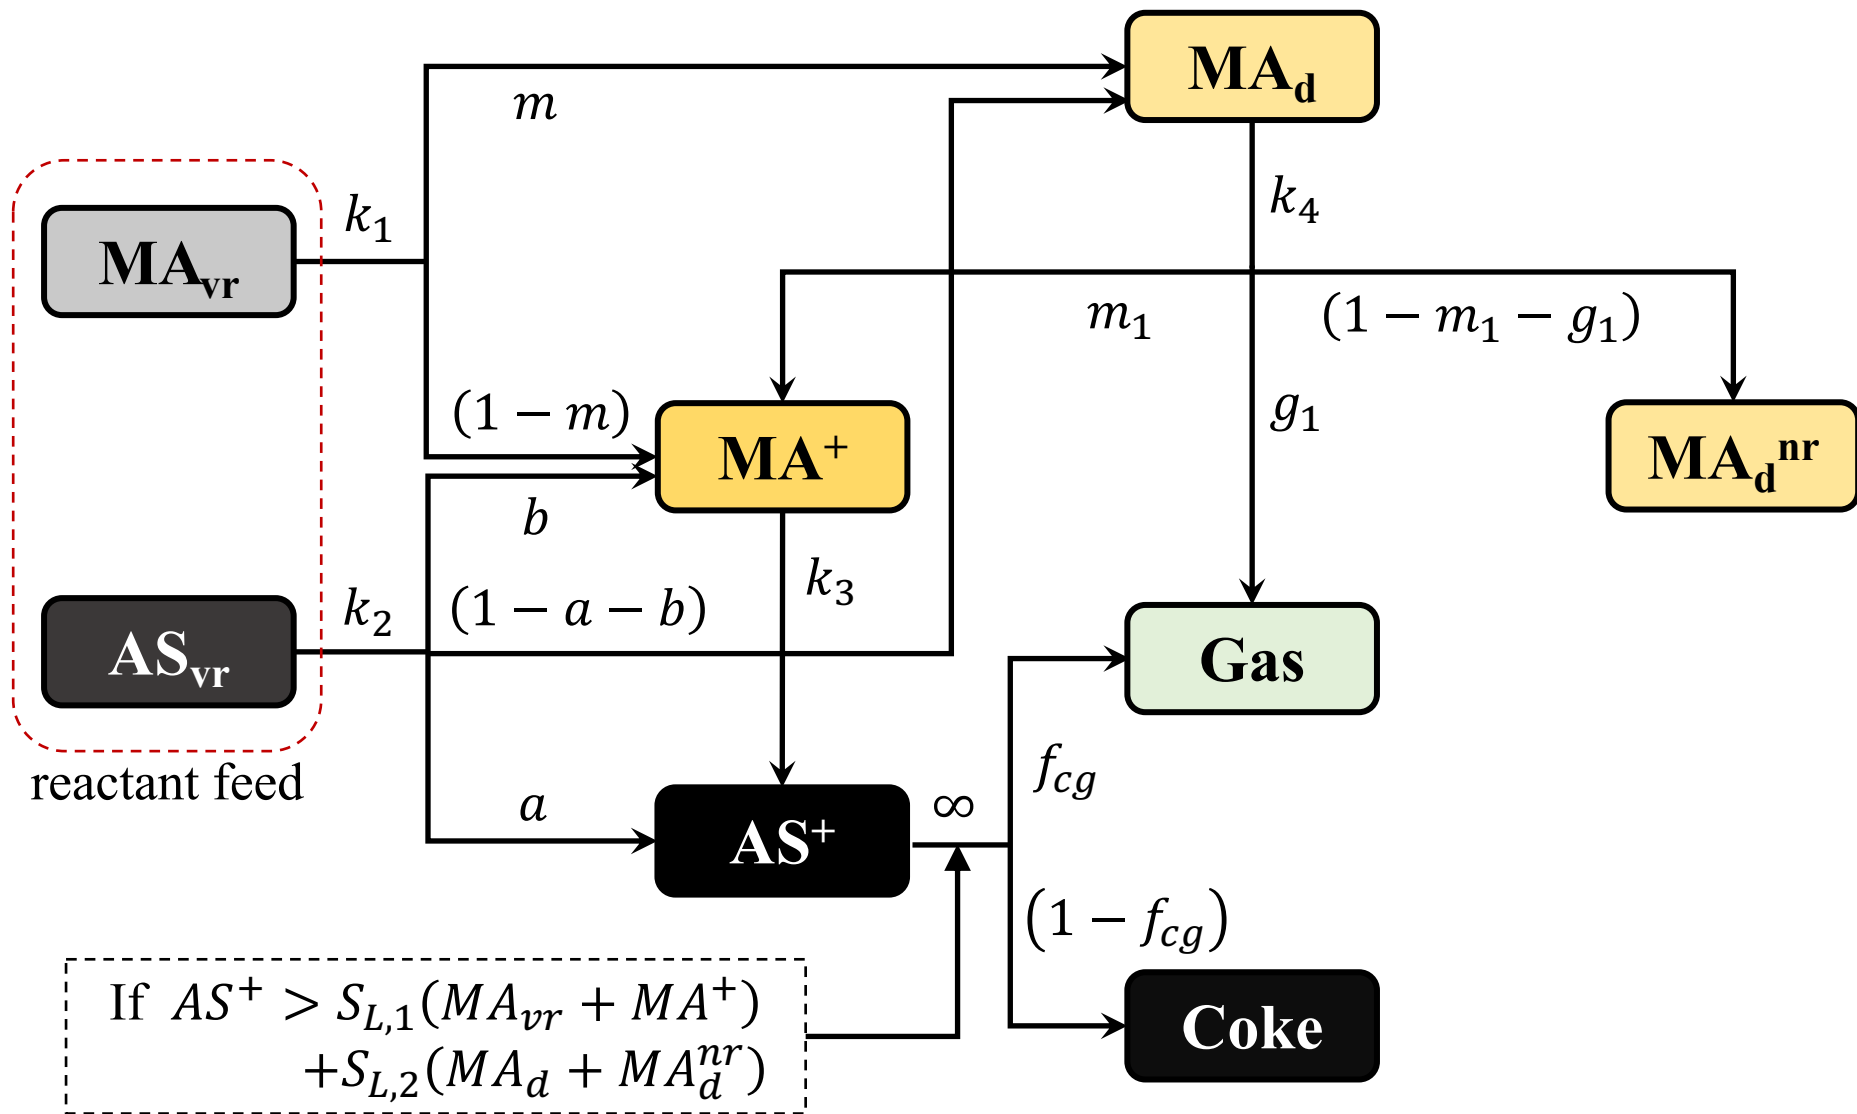 MA_d
m
k_4
MA_vr
k_1
m_1
(1 − m_1 − g_1)
(1 − m)
g_1
MA^+
MA_d^nr
b
k_3
AS_vr
k_2
(1 − a − b)
Gas
reactant feed
a
AS^+
∞
f_cg
(1 − f_cg)
If AS^+ > S_L,1(MA_vr + MA^+)
+S_L,2(MA_d + MA_d^nr)
Coke